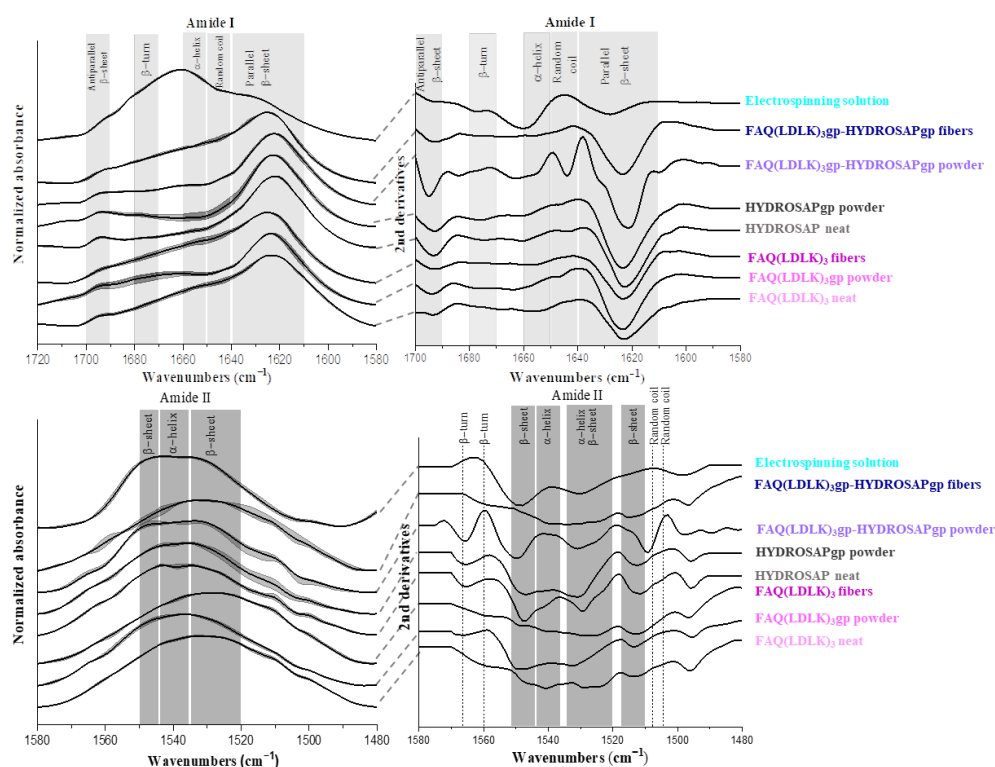 Amide I
Amide I
Normalized absorbance
Antiparallel
β-sheet
β-turn
α-helix
Random coil
Parallel
β-sheet
2nd derivatives
Antiparallel
β-sheet
β-turn
α-helix
Random
coil
Parallel
β-sheet
Electrospinning solution
FAQ(LDLK)₃gp-HYDROSAPgp fibers
FAQ(LDLK)₃gp-HYDROSAPgp powder
HYDROSAPgp powder
HYDROSAP neat
FAQ(LDLK)₃ fibers
FAQ(LDLK)₃gp powder
FAQ(LDLK)₃ neat
1720 1700 1680 1660 1640 1620 1600 1580
1700 1680 1660 1640 1620 1600 1580
Wavenumbers (cm⁻¹)
Wavenumbers (cm⁻¹)
Amide II
Amide II
Normalized absorbance
β-sheet
α-helix
β-sheet
2nd derivatives
β-turn
β-turn
β-sheet
α-helix
α-helix
β-sheet
β-sheet
Random coil
Random coil
Electrospinning solution
FAQ(LDLK)₃gp-HYDROSAPgp fibers
FAQ(LDLK)₃gp-HYDROSAPgp powder
HYDROSAPgp powder
HYDROSAP neat
FAQ(LDLK)₃ fibers
FAQ(LDLK)₃gp powder
FAQ(LDLK)₃ neat
1580 1560 1540 1520 1500 1480
1580 1560 1540 1520 1500 1480
Wavenumbers (cm⁻¹)
Wavenumbers (cm⁻¹)